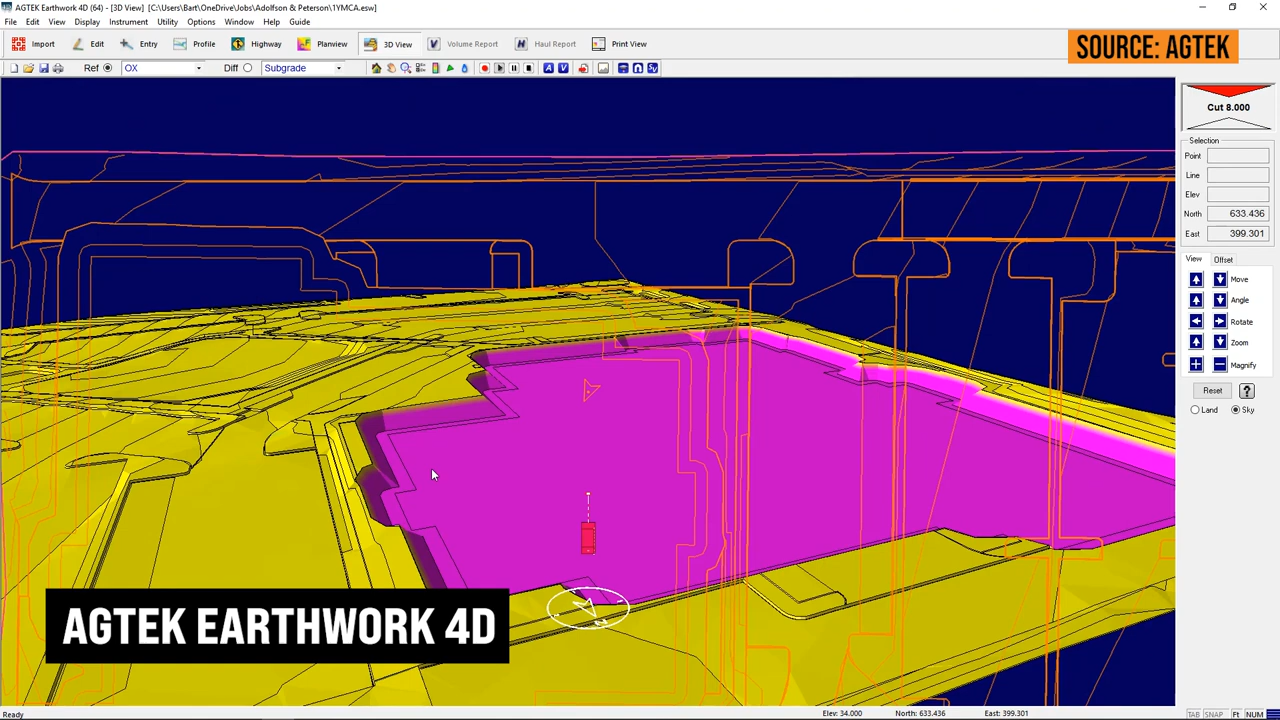 AGTEK Earthwork 4D (64) - [3D View] [C:\Users\Bart\OneDrive\Jobs\Adolfson & Peterson\1YMCA.esw]
File Edit View Display Instrument Utility Options Window Help Guide
Import Edit Entry Profile Highway Planview 3D View Volume Report Haul Report Print View
SOURCE: AGTEK
Ref OX Diff Subgrade
Cut 8.000
Selection
Point
Line
Elev
North 633.436
East 399.301
View Offset
Move
Angle
Rotate
Zoom
Magnify
Reset ?
Land Sky
AGTEK EARTHWORK 4D
Ready Elev: 34.000 North: 633.436 East: 399.301 TAB SNAP Ft NUM